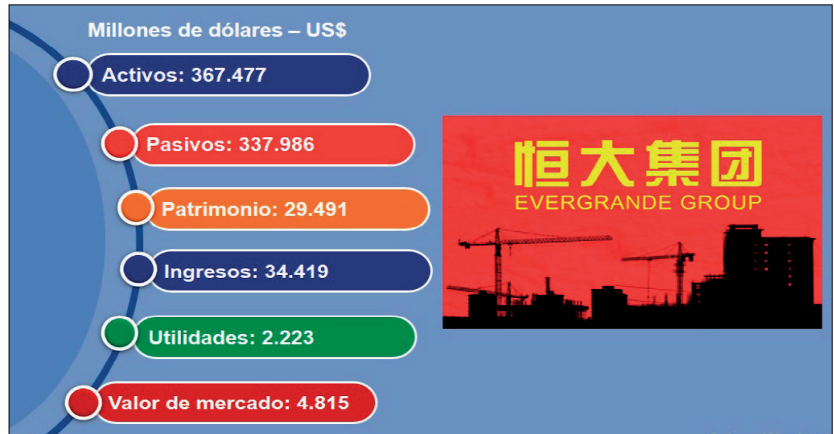 Millones de dólares – US$
Activos: 367.477
Pasivos: 337.986
Patrimonio: 29.491
Ingresos: 34.419
Utilidades: 2.223
Valor de mercado: 4.815
恒大集团
EVERGRANDE GROUP